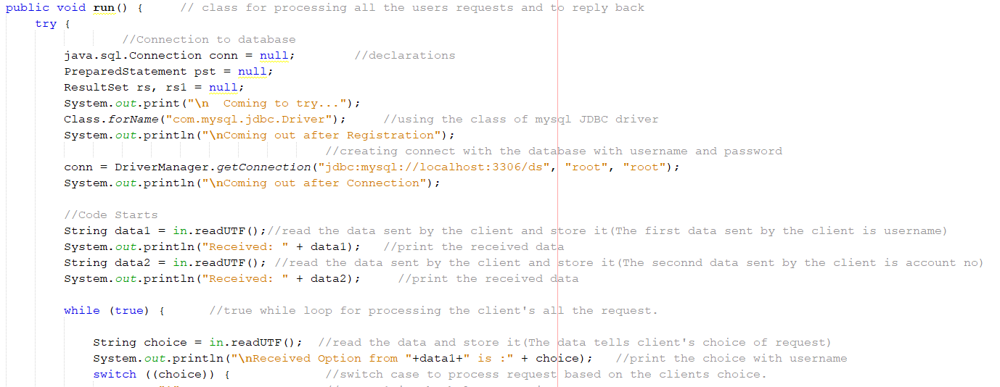 public void run() {     // class for processing all the users requests and to reply back
    try {
                //Connection to database
        java.sql.Connection conn = null;        //declarations
        PreparedStatement pst = null;
        ResultSet rs, rs1 = null;
        System.out.print("\n  Coming to try...");
        Class.forName("com.mysql.jdbc.Driver");     //using the class of mysql JDBC driver
        System.out.println("\nComing out after Registration");
                                            //creating connect with the database with username and password
        conn = DriverManager.getConnection("jdbc:mysql://localhost:3306/ds", "root", "root");
        System.out.println("\nComing out after Connection");

        //Code Starts
        String data1 = in.readUTF();//read the data sent by the client and store it(The first data sent by the client is username)
        System.out.println("Received: " + data1);   //print the received data
        String data2 = in.readUTF(); //read the data sent by the client and store it(The seconnd data sent by the client is account no)
        System.out.println("Received: " + data2);     //print the received data

        while (true) {      //true while loop for processing the client's all the request.

            String choice = in.readUTF();  //read the data and store it(The data tells client's choice of request)
            System.out.println("\nReceived Option from "+data1+" is :" + choice);   //print the choice with username
            switch ((choice)) {             //switch case to process request based on the clients choice.